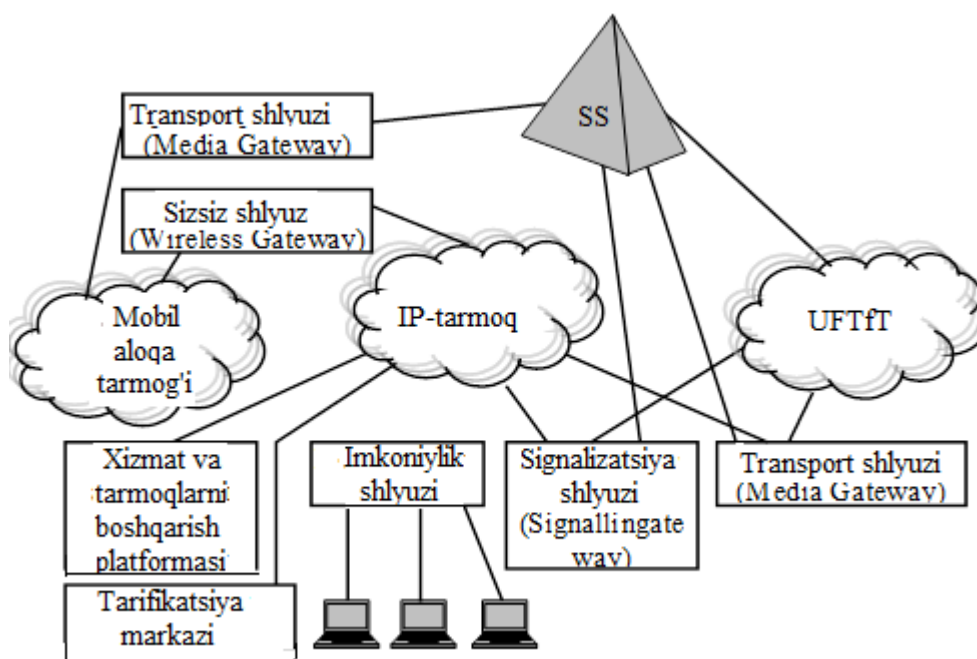 SS
Transport shlyuzi
(Media Gateway)
Sizsiz shlyuz
(Wireless Gateway)
Mobil
aloqa
tarmog'i
IP-tarmoq
UFTfT
Xizmat va
tarmoqlarni
boshqarish
platformasi
Imkoniylik
shlyuzi
Signalizatsiya
shlyuzi
(Signallingate
way)
Transport shlyuzi
(Media Gateway)
Tarifikatsiya
markazi